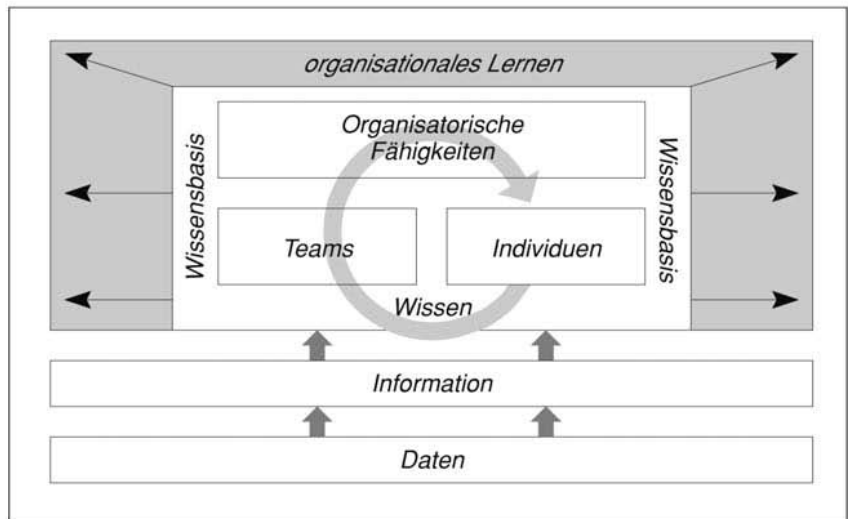 organisationales Lernen
Organisatorische
Fähigkeiten
Wissensbasis
Wissensbasis
Teams
Individuen
Wissen
Information
Daten